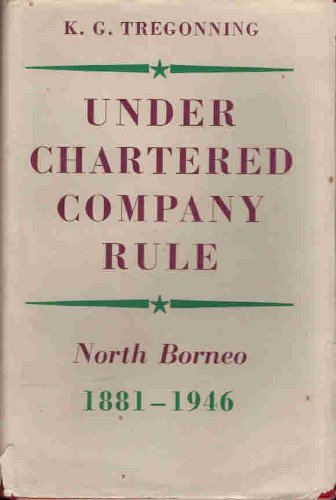 K. G. TREGONNING
UNDER
CHARTERED
COMPANY
RULE
North Borneo
1881–1946